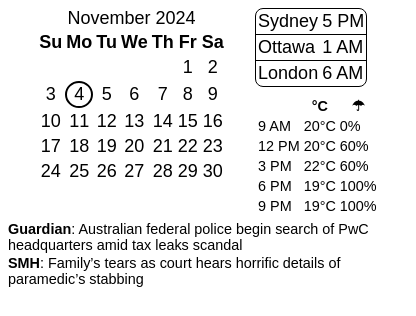 November 2024
Su Mo Tu We Th Fr Sa
1 2
3 4 5 6 7 8 9
10 11 12 13 14 15 16
17 18 19 20 21 22 23
24 25 26 27 28 29 30
Sydney 5 PM
Ottawa 1 AM
London 6 AM
°C ☂
9 AM 20°C 0%
12 PM 20°C 60%
3 PM 22°C 60%
6 PM 19°C 100%
9 PM 19°C 100%
Guardian: Australian federal police begin search of PwC
headquarters amid tax leaks scandal
SMH: Family's tears as court hears horrific details of
paramedic's stabbing